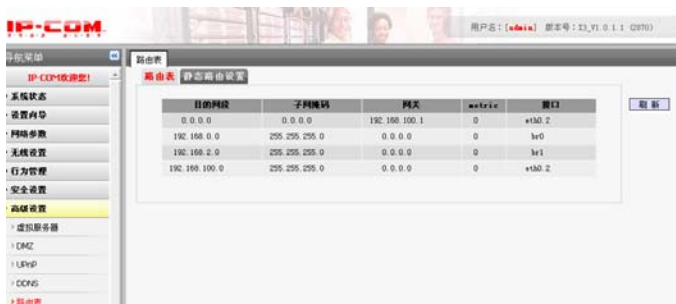 IP-COM
用户名：[admin] 版本号：X3_V1.0.1.1 (2070)
导航菜单
路由表
IP-COM欢迎您!
路由表 静态路由设置
系统状态
设置向导
网络参数
无线设置
行为管理
安全设置
高级设置
虚拟服务器
DMZ
UPnP
DDNS
路由表
目的网段 子网掩码 网关 metric 接口
0.0.0.0 0.0.0.0 192.168.100.1 0 eth0.2
192.168.0.0 255.255.255.0 0.0.0.0 0 br0
192.168.2.0 255.255.255.0 0.0.0.0 0 br1
192.168.100.0 255.255.255.0 0.0.0.0 0 eth0.2
刷 新